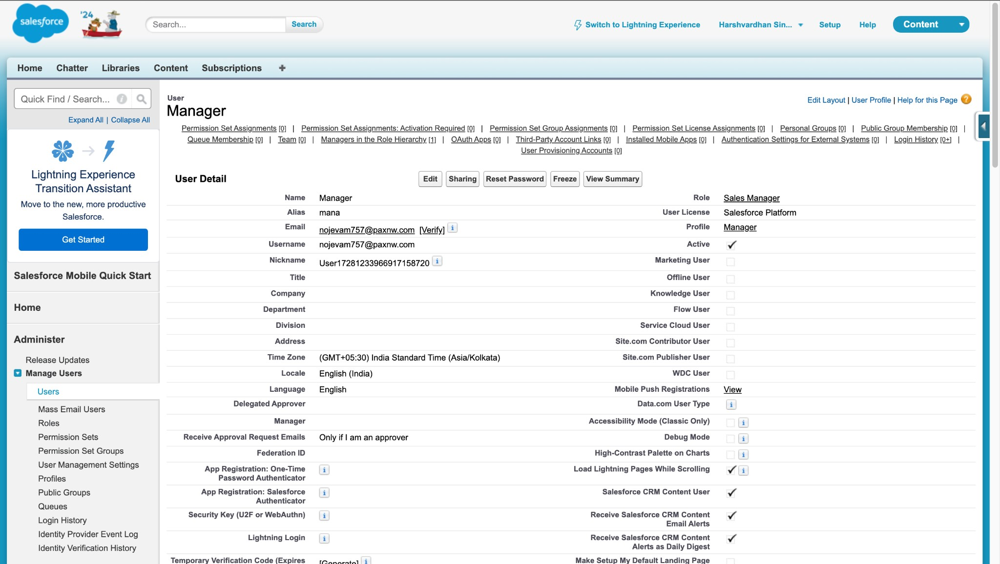 salesforce
'24
Search...
Search
Switch to Lightning Experience
Harshvardhan Sin...
Setup
Help
Content
Home
Chatter
Libraries
Content
Subscriptions
Quick Find / Search...
Expand All | Collapse All
Lightning Experience
Transition Assistant
Move to the new, more productive
Salesforce.
Get Started
Salesforce Mobile Quick Start
Home
Administer
Release Updates
Manage Users
Users
Mass Email Users
Roles
Permission Sets
Permission Set Groups
User Management Settings
Profiles
Public Groups
Queues
Login History
Identity Provider Event Log
Identity Verification History
User
Manager
Edit Layout | User Profile | Help for this Page
Permission Set Assignments [0] | Permission Set Assignments: Activation Required [0] | Permission Set Group Assignments [0] | Permission Set License Assignments [0] | Personal Groups [0] | Public Group Membership [0] |
Queue Membership [0] | Team [0] | Managers in the Role Hierarchy [1] | OAuth Apps [0] | Third-Party Account Links [0] | Installed Mobile Apps [0] | Authentication Settings for External Systems [0] | Login History [0+] |
User Provisioning Accounts [0]
User Detail
Edit
Sharing
Reset Password
Freeze
View Summary
Name Manager
Role Sales Manager
Alias mana
User License Salesforce Platform
Email nojevam757@paxnw.com [Verify]
Profile Manager
Username nojevam757@paxnw.com
Active
Nickname User17281233966917158720
Marketing User
Title
Offline User
Company
Knowledge User
Department
Flow User
Division
Service Cloud User
Address
Site.com Contributor User
Time Zone (GMT+05:30) India Standard Time (Asia/Kolkata)
Site.com Publisher User
Locale English (India)
WDC User
Language English
Mobile Push Registrations View
Delegated Approver
Data.com User Type
Manager
Accessibility Mode (Classic Only)
Receive Approval Request Emails Only if I am an approver
Debug Mode
Federation ID
High-Contrast Palette on Charts
App Registration: One-Time
Password Authenticator
Load Lightning Pages While Scrolling
App Registration: Salesforce
Authenticator
Salesforce CRM Content User
Security Key (U2F or WebAuthn)
Receive Salesforce CRM Content
Email Alerts
Lightning Login
Receive Salesforce CRM Content
Alerts as Daily Digest
Temporary Verification Code (Expires
[Generate]
Make Setup My Default Landing Page